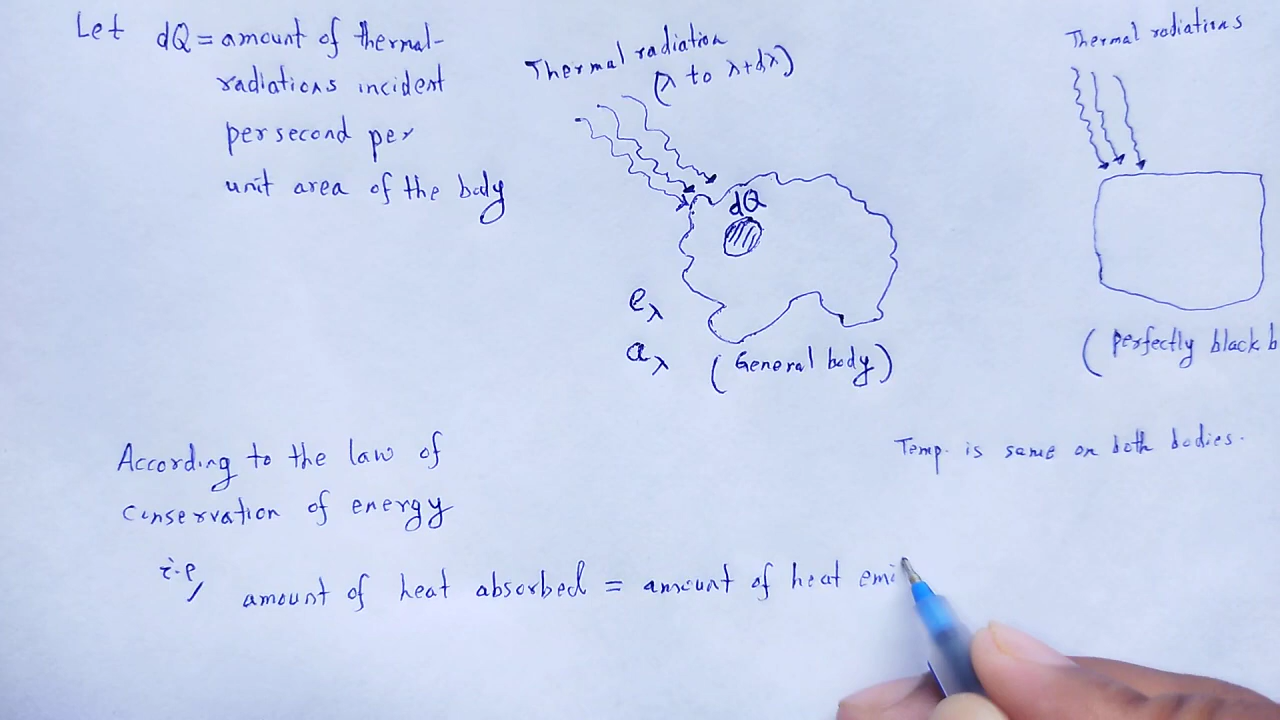 Let dQ = amount of thermal-
radiations incident
per second per
unit area of the body
Thermal radiation
(λ to λ+dλ)
dQ
eλ
aλ
(General body)
Thermal radiations
(perfectly black b
Temp. is same on both bodies.
According to the law of
conservation of energy
i.e, amount of heat absorbed = amount of heat emi